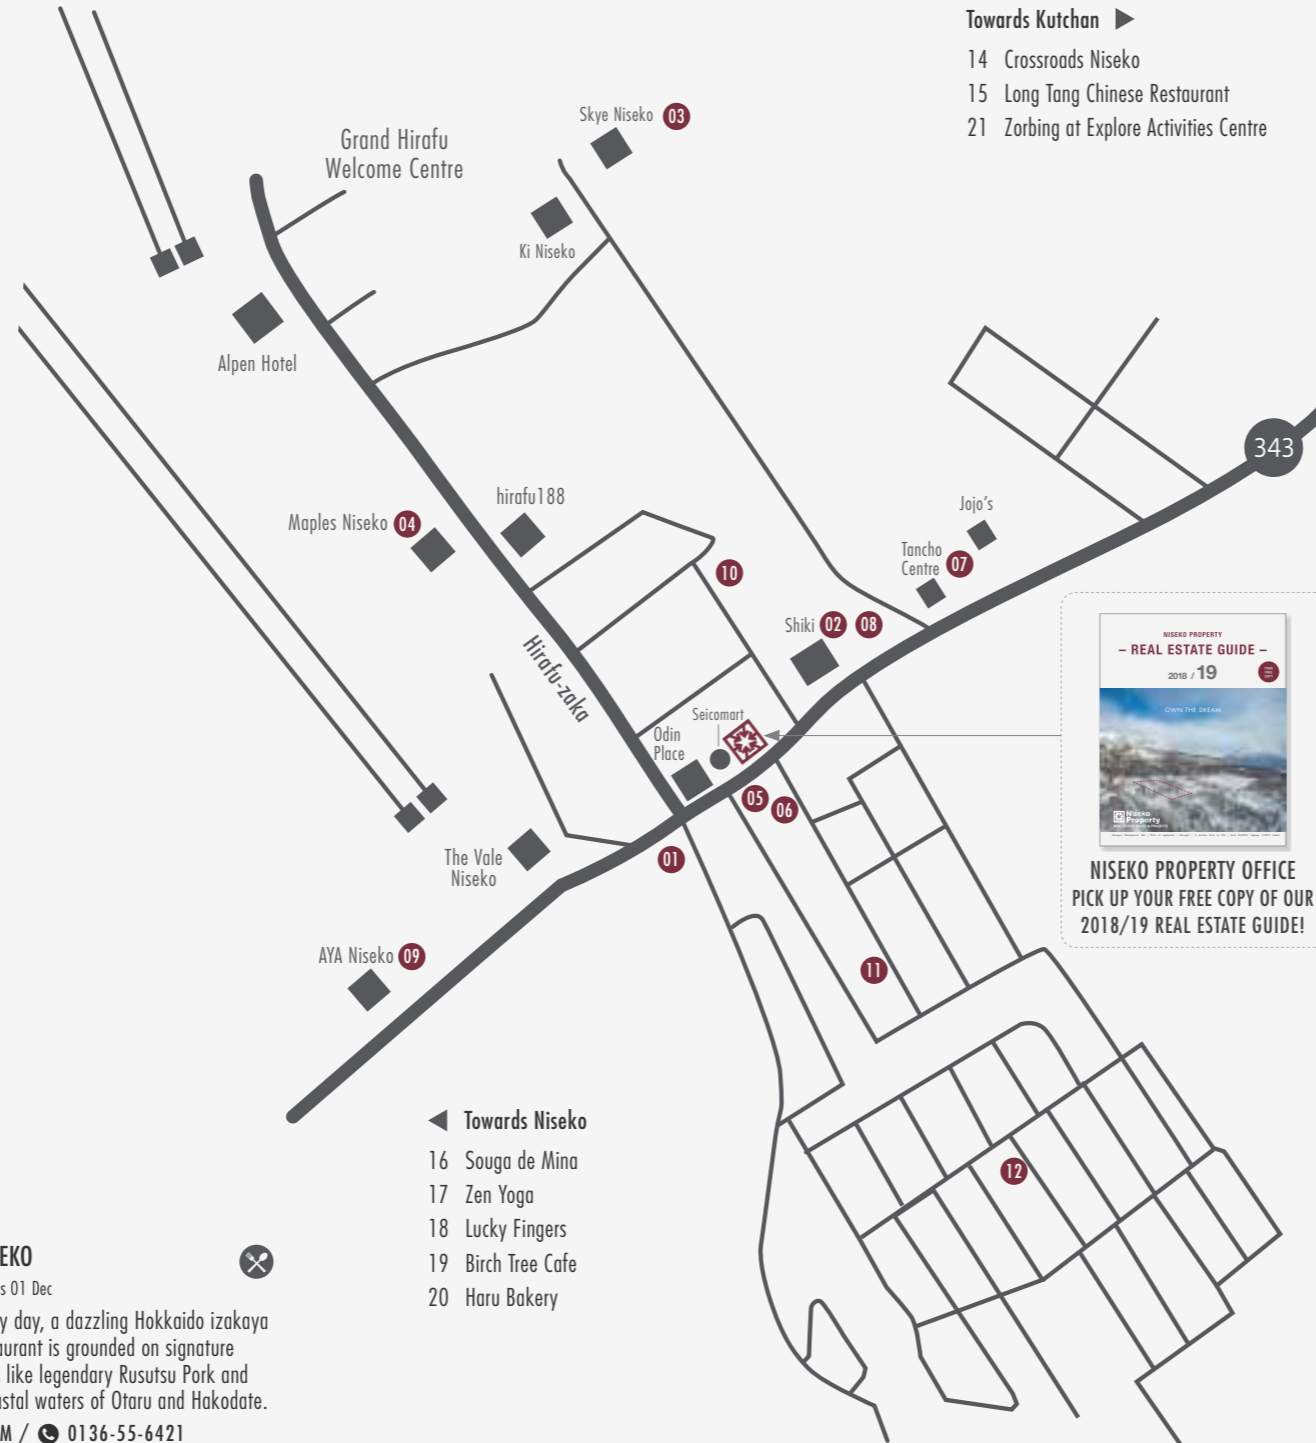 Towards Kutchan
14 Crossroads Niseko
15 Long Tang Chinese Restaurant
21 Zorbing at Explore Activities Centre
Skye Niseko 03
Grand Hirafu
Welcome Centre
Ki Niseko
Alpen Hotel
343
hirafu188
Maples Niseko 04
Jojo's
Tancho
Centre 07
10
Shiki 02 08
Hirafu-zaka
Seicomart
Odin
Place
05
06
01
The Vale
Niseko
AYA Niseko 09
11
12
NISEKO PROPERTY
– REAL ESTATE GUIDE –
2018 / 19
OWN THE DREAM
Niseko
Property
NISEKO PROPERTY OFFICE
PICK UP YOUR FREE COPY OF OUR
2018/19 REAL ESTATE GUIDE!
Towards Niseko
16 Souga de Mina
17 Zen Yoga
18 Lucky Fingers
19 Birch Tree Cafe
20 Haru Bakery
EKO
s 01 Dec
y day, a dazzling Hokkaido izakaya
aurant is grounded on signature
like legendary Rusutsu Pork and
astal waters of Otaru and Hakodate.
M / 0136-55-6421